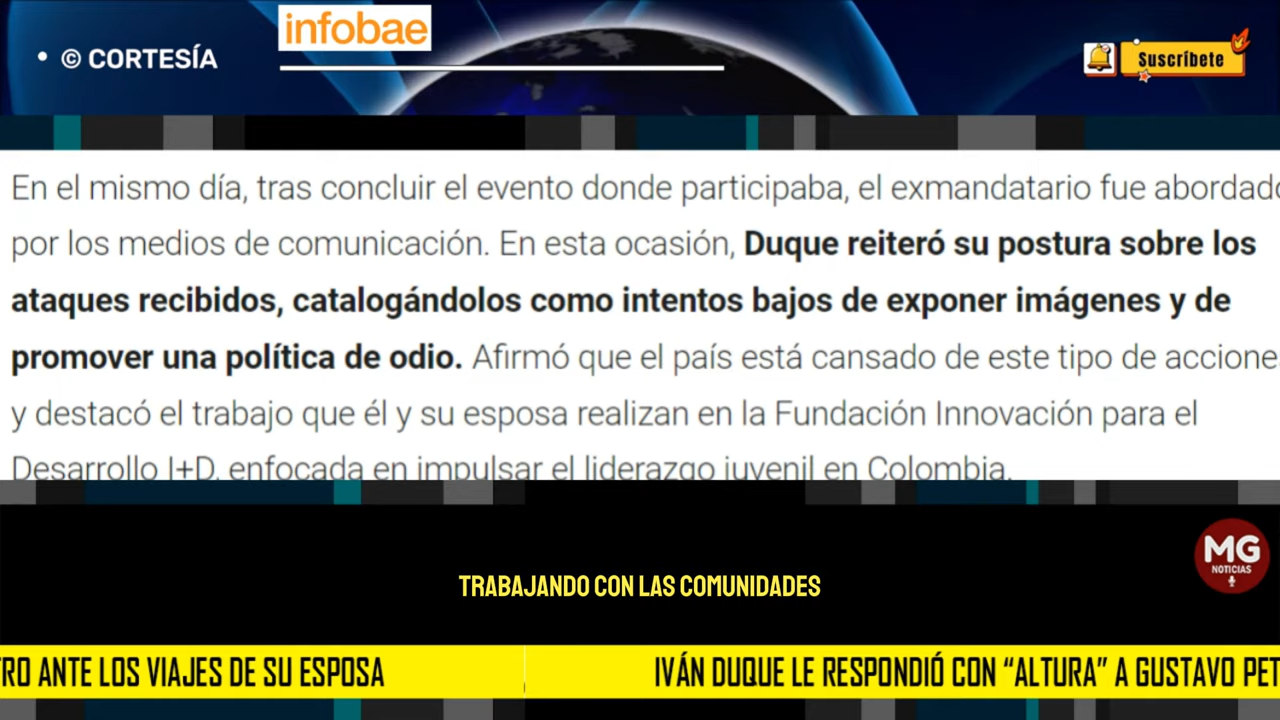 infobae
• © CORTESÍA
Suscríbete
En el mismo día, tras concluir el evento donde participaba, el exmandatario fue abordado
por los medios de comunicación. En esta ocasión, Duque reiteró su postura sobre los
ataques recibidos, catalogándolos como intentos bajos de exponer imágenes y de
promover una política de odio. Afirmó que el país está cansado de este tipo de accione
y destacó el trabajo que él y su esposa realizan en la Fundación Innovación para el
Desarrollo I+D, enfocada en impulsar el liderazgo juvenil en Colombia.
MG
NOTICIAS
TRABAJANDO CON LAS COMUNIDADES
TRO ANTE LOS VIAJES DE SU ESPOSA
IVÁN DUQUE LE RESPONDIÓ CON “ALTURA” A GUSTAVO PET